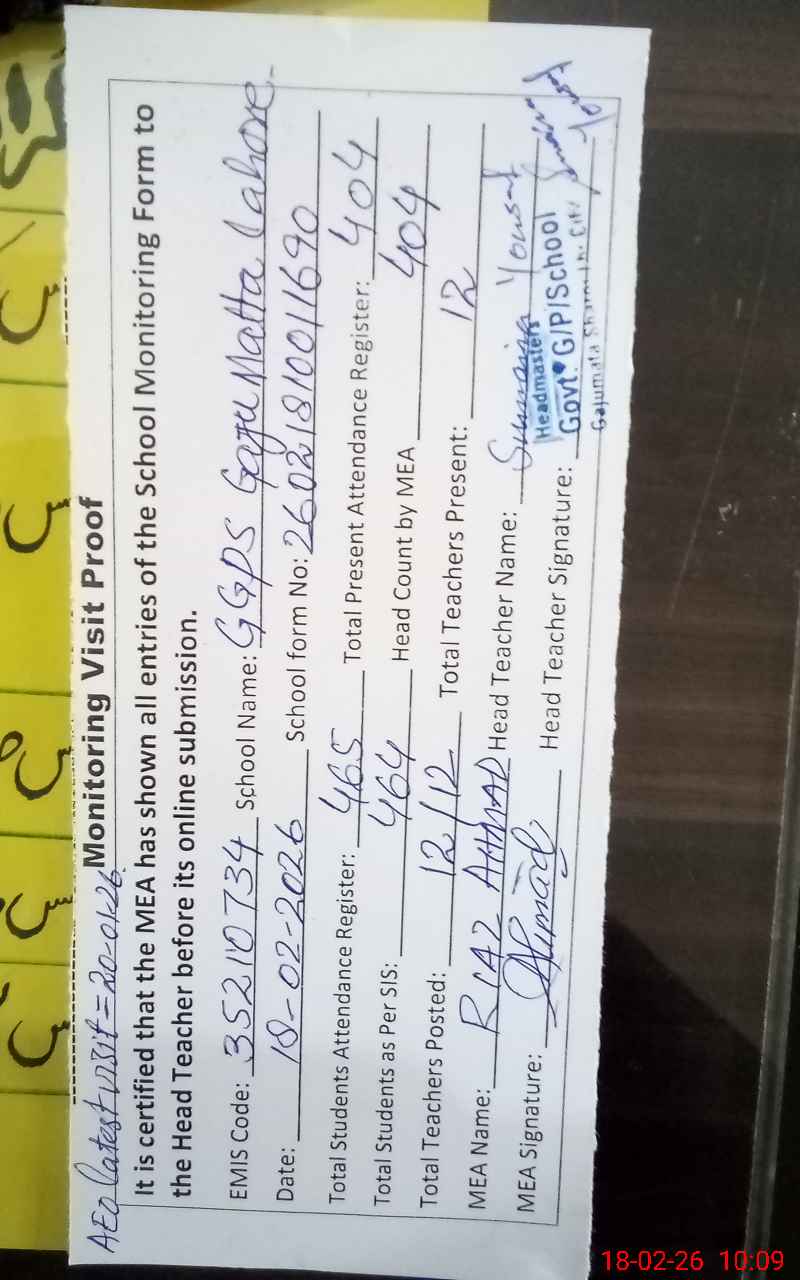 AEO latest visit = 20-01-26
Monitoring Visit Proof
It is certified that the MEA has shown all entries of the School Monitoring Form to
the Head Teacher before its online submission.
EMIS Code: 35210734 School Name: GGPS Gaju Matta Lahore.
Date: 18-02-2026 School form No: 26021810011690
Total Students Attendance Register: 465 Total Present Attendance Register: 404
Total Students as Per SIS: 464 Head Count by MEA 404
Total Teachers Posted: 12/12 Total Teachers Present: 12
MEA Name: RIAZ AHMAD Head Teacher Name: Sumaira Yousaf
MEA Signature: Ahmad Head Teacher Signature: Sumaira Yousaf
Headmasters
Govt. G/P/School
Gajumata
18-02-26 10:09